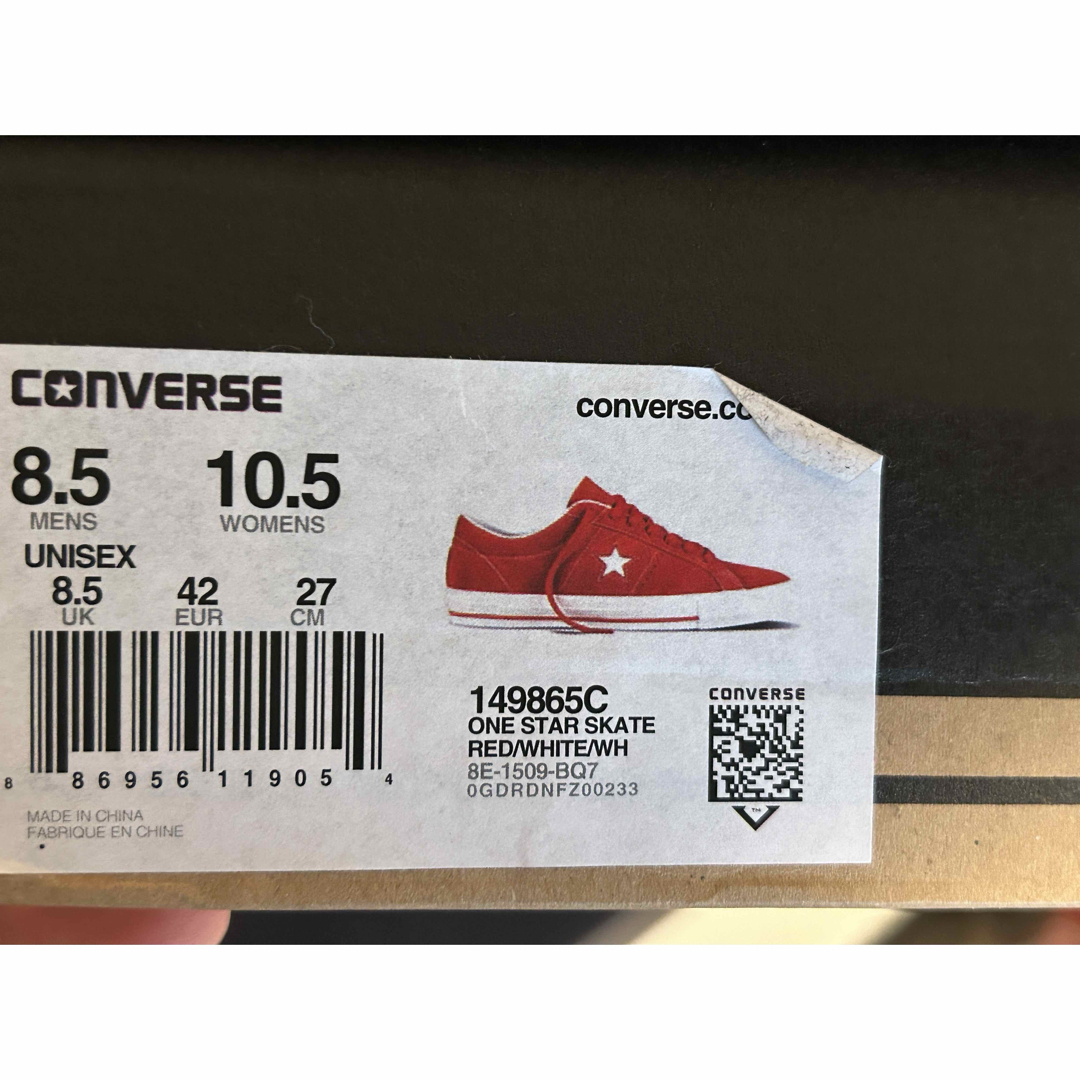 CONVERSE
converse.co
8.5 10.5
MENS WOMENS
UNISEX
8.5 42 27
UK EUR CM
8 86956 11905 4
MADE IN CHINA
FABRIQUE EN CHINE
149865C
ONE STAR SKATE
RED/WHITE/WH
8E-1509-BQ7
0GDRDNFZ00233
CONVERSE
TM